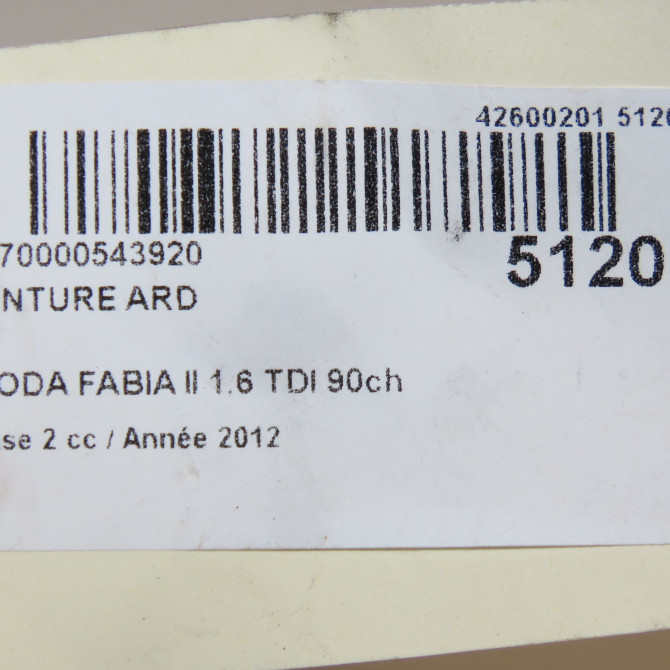 42600201 5120
70000543920
5120
NTURE ARD
ODA FABIA II 1.6 TDI 90ch
se 2 cc / Année 2012